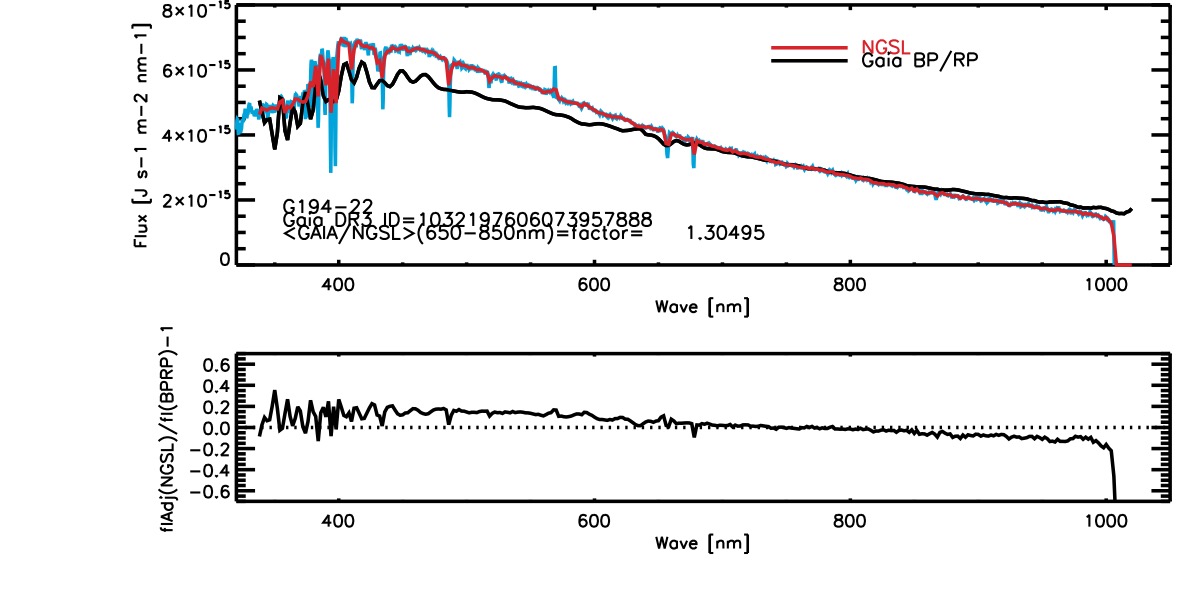 8×10−15
6×10−15
4×10−15
2×10−15
0
Flux [J s−1 m−2 nm−1]
NGSL
Gaia BP/RP
G194−22
Gaia DR3 ID=1032197606073957888
<GAIA/NGSL>(650−850nm)=factor= 1.30495
400 600 800 1000
Wave [nm]
flAdj(NGSL)/fl(BPRP)−1
0.6
0.4
0.2
0.0
−0.2
−0.4
−0.6
400 600 800 1000
Wave [nm]